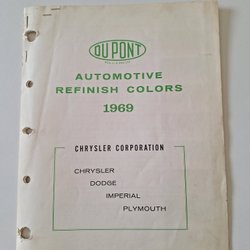 DU PONT
AUTOMOTIVE
REFINISH COLORS
1969
CHRYSLER CORPORATION
CHRYSLER
DODGE
IMPERIAL
PLYMOUTH